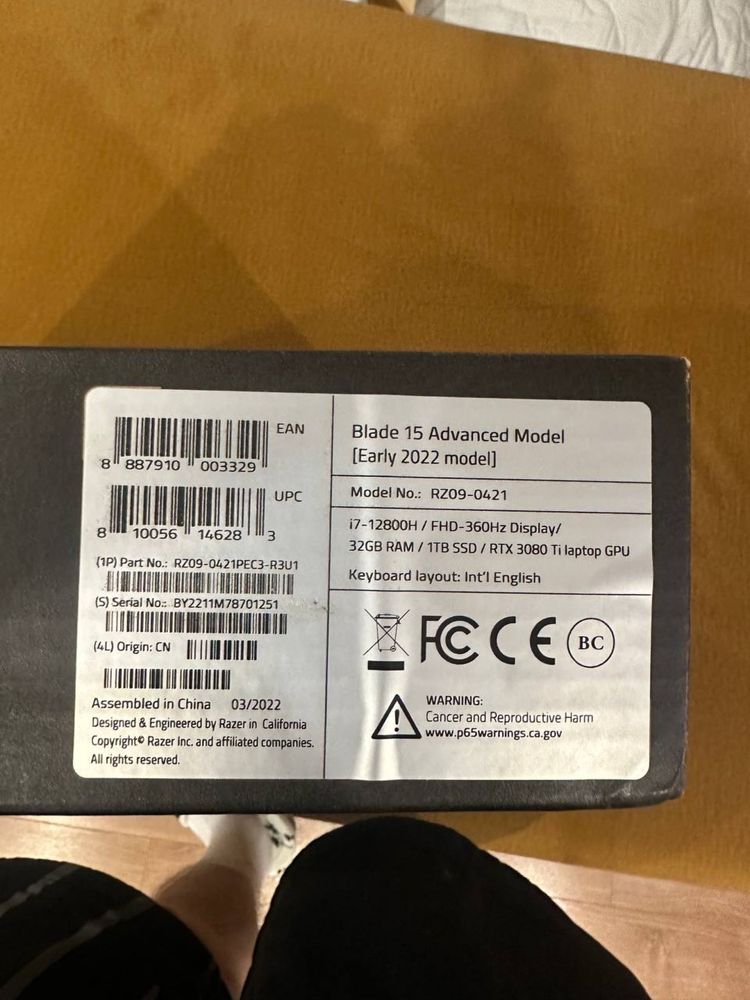 EAN
8 887910 003329
UPC
8 10056 14628 3
(1P) Part No.: RZ09-0421PEC3-R3U1
(S) Serial No.: BY2211M78701251
(4L) Origin: CN
Assembled in China 03/2022
Designed & Engineered by Razer in California
Copyright© Razer Inc. and affiliated companies.
All rights reserved.
Blade 15 Advanced Model
[Early 2022 model]
Model No.: RZ09-0421
i7-12800H / FHD-360Hz Display/
32GB RAM / 1TB SSD / RTX 3080 Ti laptop GPU
Keyboard layout: Int'l English
FC CE BC
WARNING:
Cancer and Reproductive Harm
www.p65warnings.ca.gov